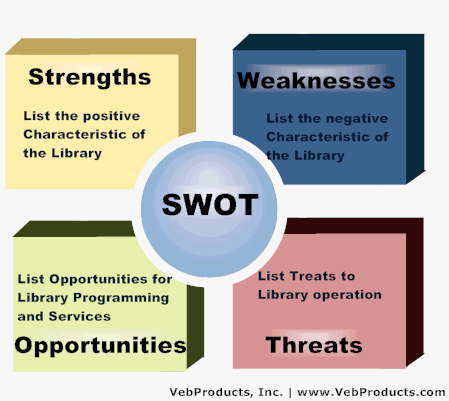 Strengths
List the positive
Characteristic of
the Library
Weaknesses
List the negative
Characteristic of
the Library
SWOT
List Opportunities for
Library Programming
and Services
Opportunities
List Treats to
Library operation
Threats
VebProducts, Inc. | www.VebProducts.com